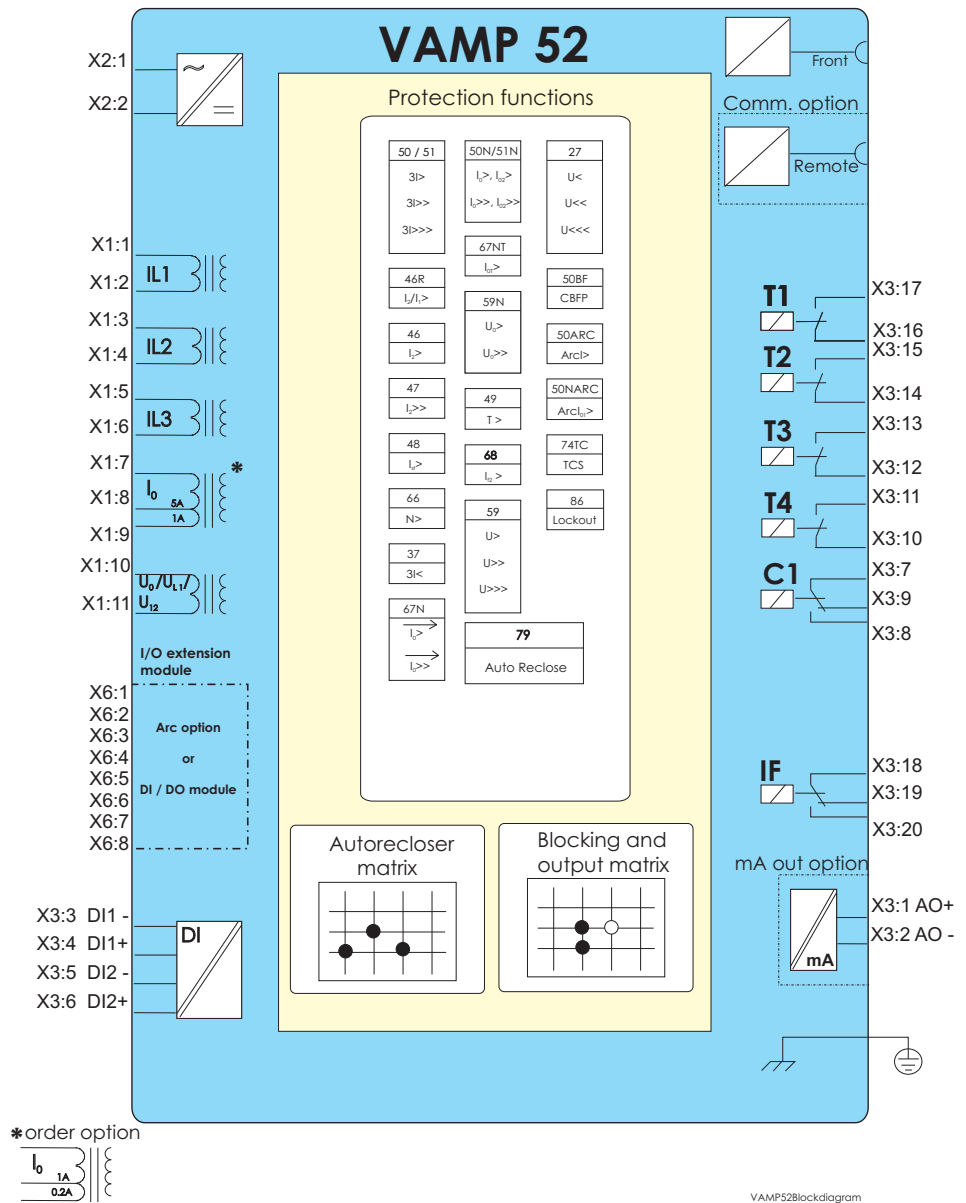 VAMP 52
X2:1
X2:2
Front
Comm. option
Remote
Protection functions
50 / 51
3I>
3I>>
3I>>>
46R
I2/I1>
46
I2>
47
I2>>
48
Ist>
66
N>
37
3I<
67N
I0>
I0>>
50N/51N
I0>, I02>
I0>>, I02>>
67NT
I0T>
59N
U0>
U0>>
49
T >
68
If2 >
59
U>
U>>
U>>>
79
Auto Reclose
27
U<
U<<
U<<<
50BF
CBFP
50ARC
ArcI>
50NARC
ArcI01>
74TC
TCS
86
Lockout
X1:1
IL1
X1:2
X1:3
IL2
X1:4
X1:5
IL3
X1:6
X1:7
*
I0
5A
X1:8
1A
X1:9
X1:10
U0/UL1/
U12
X1:11
I/O extension
module
X6:1
X6:2
X6:3
X6:4
X6:5
X6:6
X6:7
X6:8
Arc option
or
DI / DO module
X3:3 DI1 -
X3:4 DI1+
X3:5 DI2 -
X3:6 DI2+
DI
Autorecloser
matrix
Blocking and
output matrix
T1
X3:17
X3:16
T2
X3:15
X3:14
T3
X3:13
X3:12
T4
X3:11
X3:10
C1
X3:7
X3:9
X3:8
IF
X3:18
X3:19
X3:20
mA out option
X3:1 AO+
X3:2 AO -
mA
*order option
I0
1A
0.2A
VAMP52Blockdiagram